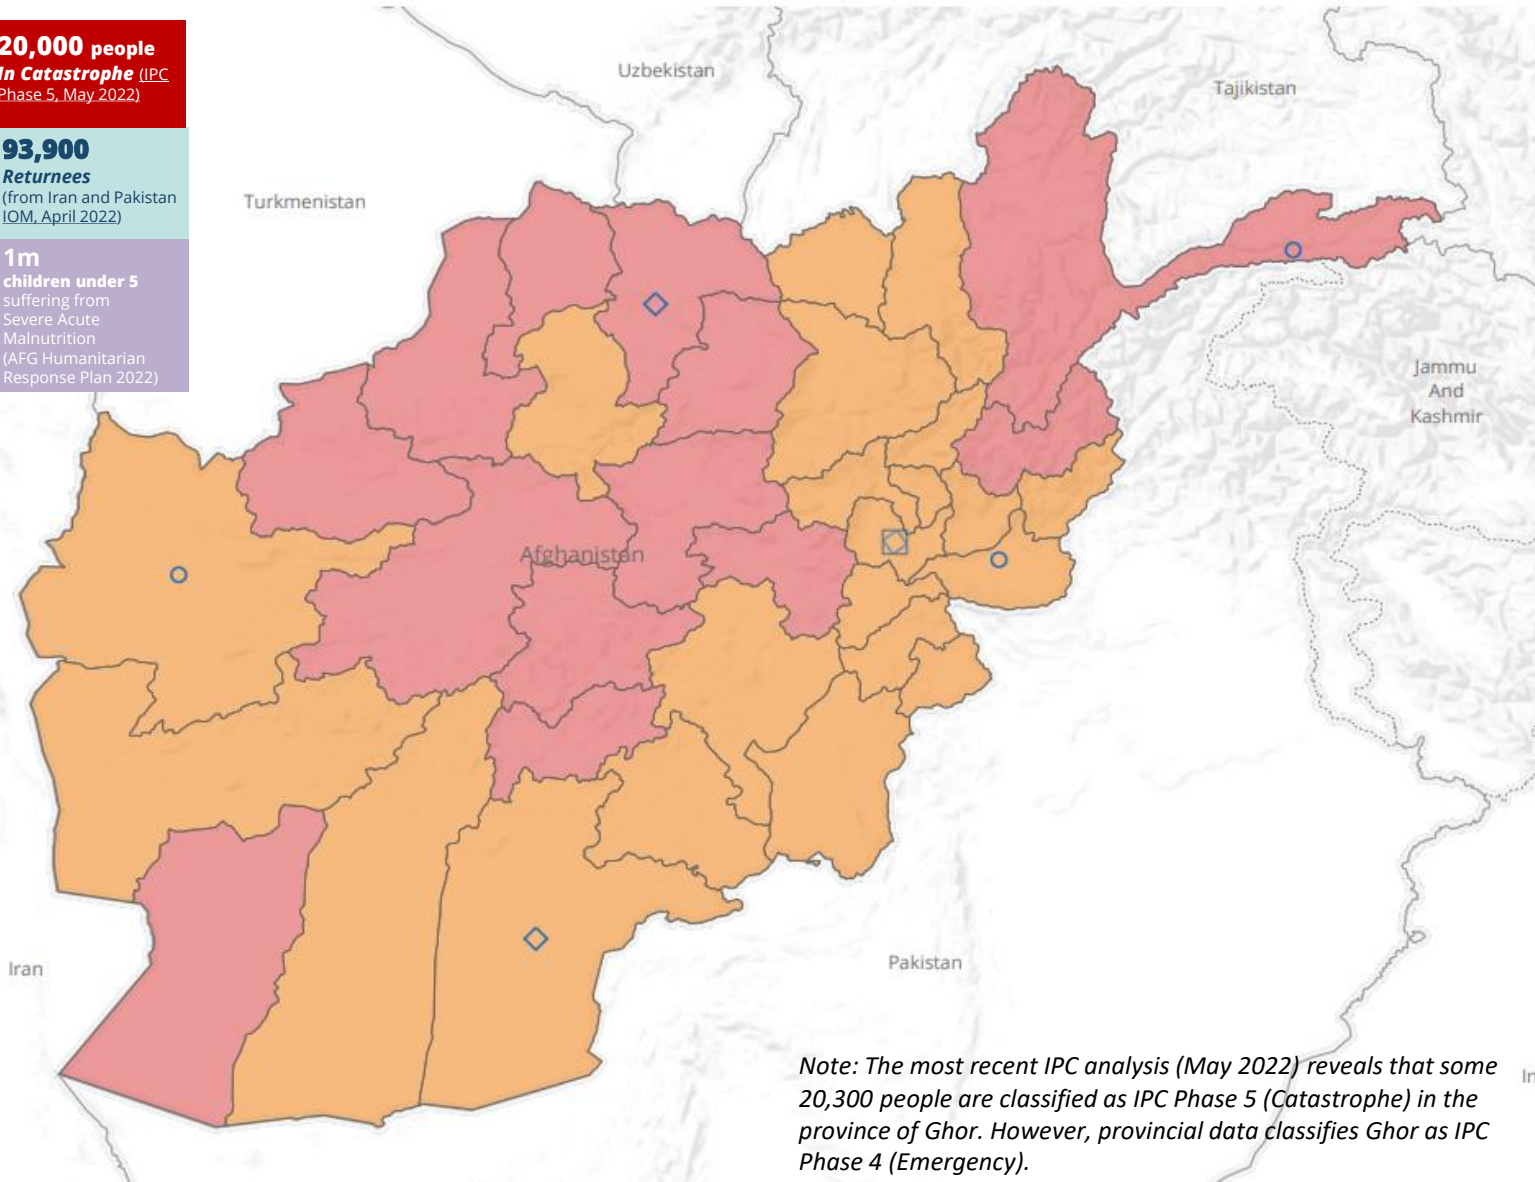 20,000 people
In Catastrophe (IPC
Phase 5, May 2022)
93,900
Returnees
(from Iran and Pakistan
IOM, April 2022)
1m
children under 5
suffering from
Severe Acute
Malnutrition
(AFG Humanitarian
Response Plan 2022)
Uzbekistan
Tajikistan
Turkmenistan
Jammu
And
Kashmir
Afghanistan
Iran
Pakistan
Note: The most recent IPC analysis (May 2022) reveals that some
20,300 people are classified as IPC Phase 5 (Catastrophe) in the
province of Ghor. However, provincial data classifies Ghor as IPC
Phase 4 (Emergency).